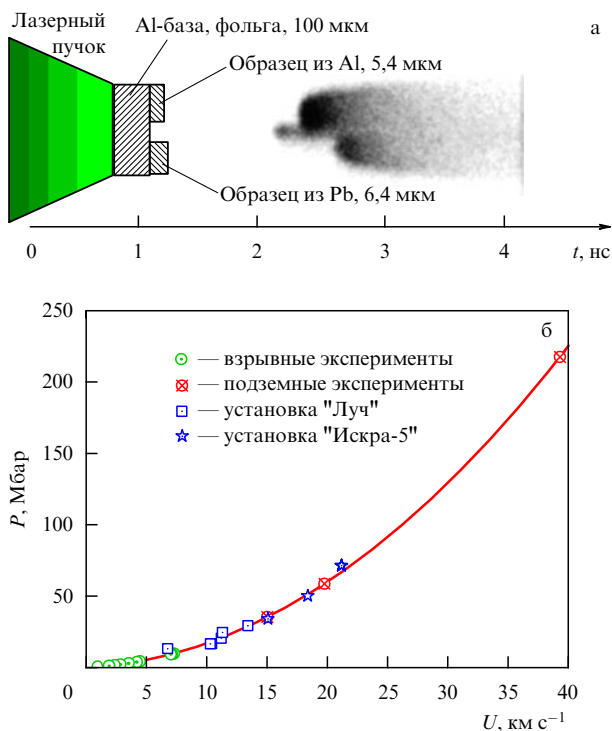 Лазерный
пучок
Al-база, фольга, 100 мкм
а
Образец из Al, 5,4 мкм
Образец из Pb, 6,4 мкм
0 1 2 3 4 t, нс
б
250
200
150
100
50
0
P, Мбар
взрывные эксперименты
подземные эксперименты
установка "Луч"
установка "Искра-5"
5 10 15 20 25 30 35 40
U, км с⁻¹